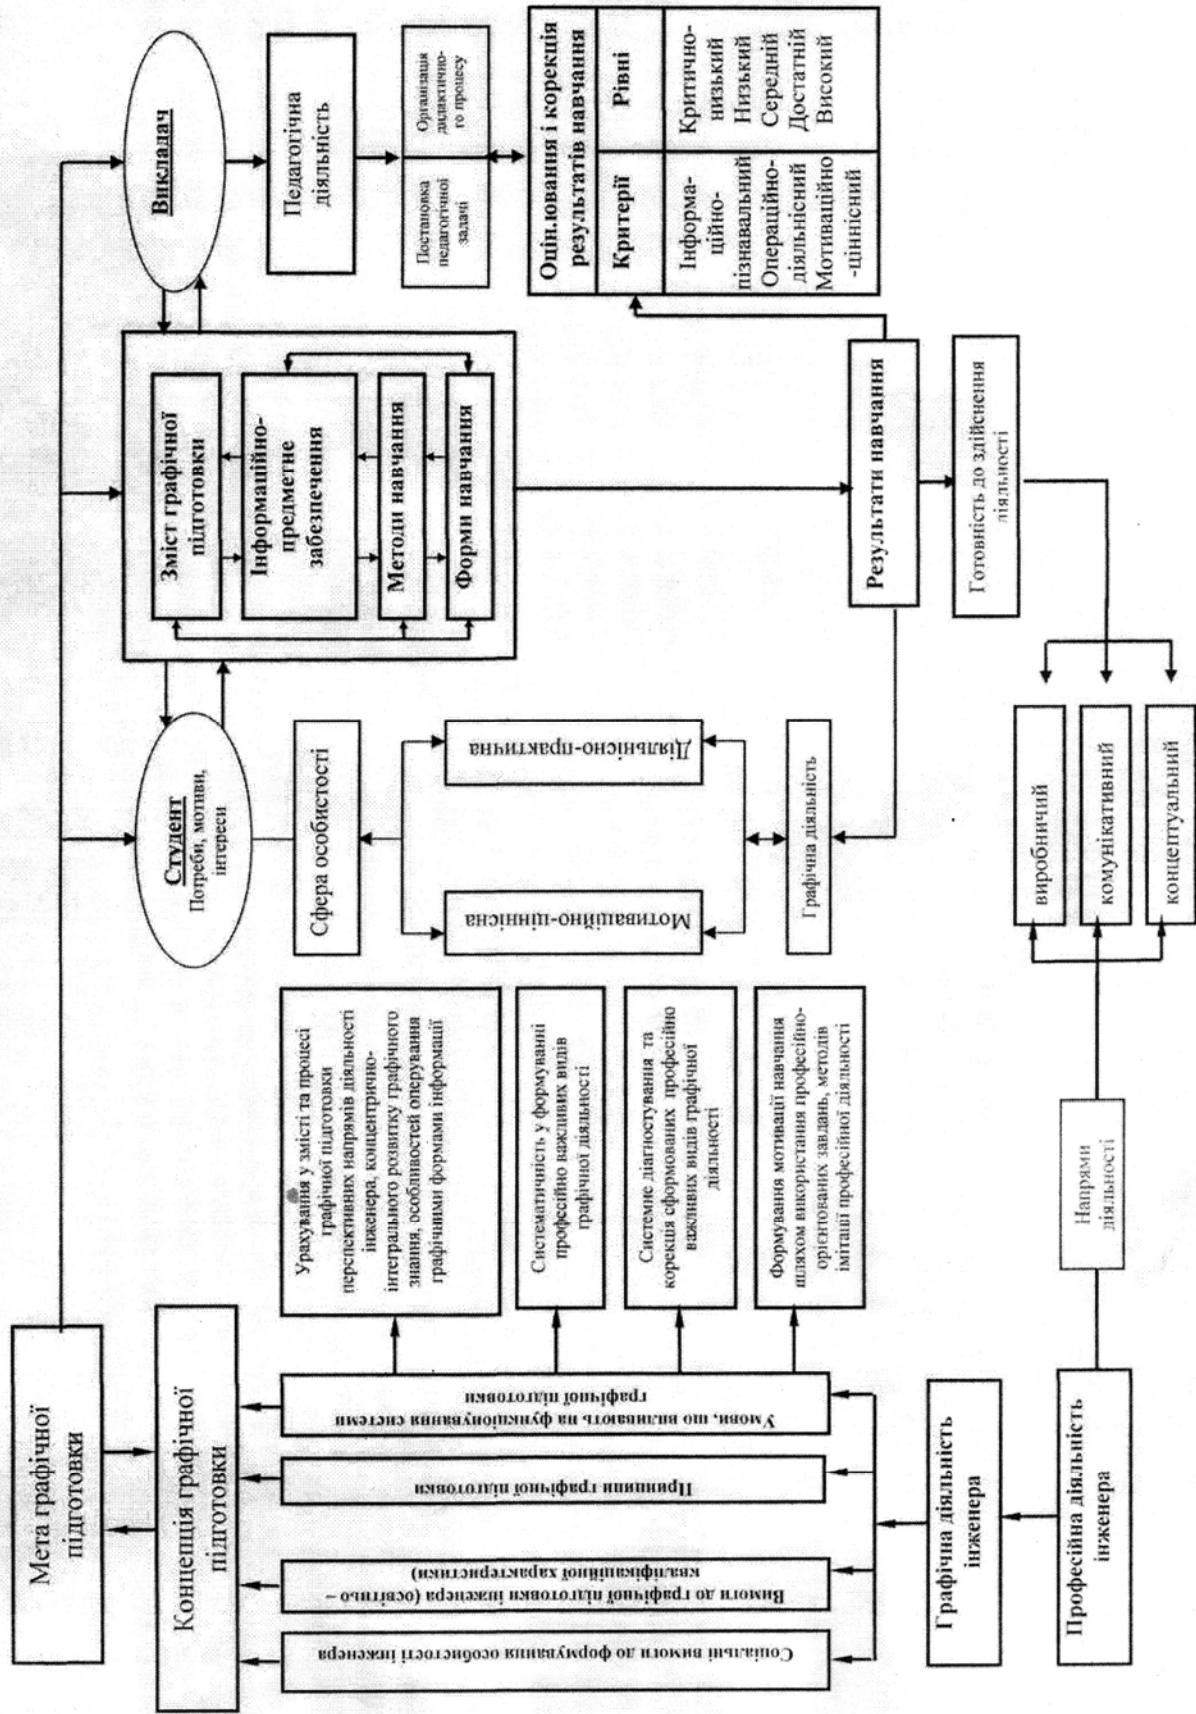 Мета графічної
підготовки
Концепція графічної
підготовки
Соціальні вимоги до формування особистості інженера
Вимоги до графічної підготовки інженера (освітньо –
кваліфікаційної характеристики)
Принципи графічної підготовки
Умови, що впливають на функціонування системи
графічної підготовки
Графічна діяльність
інженера
Професійна діяльність
інженера
Урахування у змісті та процесі
графічної підготовки
перспективних напрямів діяльності
інженера, концентрично-
інтегрального розвитку графічного
знання, особливостей оперування
графічними формами інформації
Систематичність у формуванні
професійно важливих видів
графічної діяльності
Системне діагностування та
корекція сформованих професійно
важливих видів графічної
діяльності
Формування мотивації навчання
шляхом використання професійно-
орієнтованих завдань, методів
імітації професійної діяльності
Напрями
діяльності
Студент
Потреби, мотиви,
інтереси
Сфера особистості
Мотиваційно-ціннісна
Діяльнісно-практична
Графічна діяльність
виробничий
комунікативний
концептуальний
Зміст графічної
підготовки
Інформаційно-
предметне
забезпечення
Методи навчання
Форми навчання
Результати навчання
Готовність до здійснення
діяльності
Викладач
Педагогічна
діяльність
Постановка
педагогічної
задачі
Організація
дидактично-
го процесу
Оцін.ювання і корекція
результатів навчання
Критерії
Рівні
Інформа-
ційно-
пізнавальний
Операційно-
діяльнісний
Мотиваційно
-ціннісний
Критично-
низький
Низький
Середній
Достатній
Високий